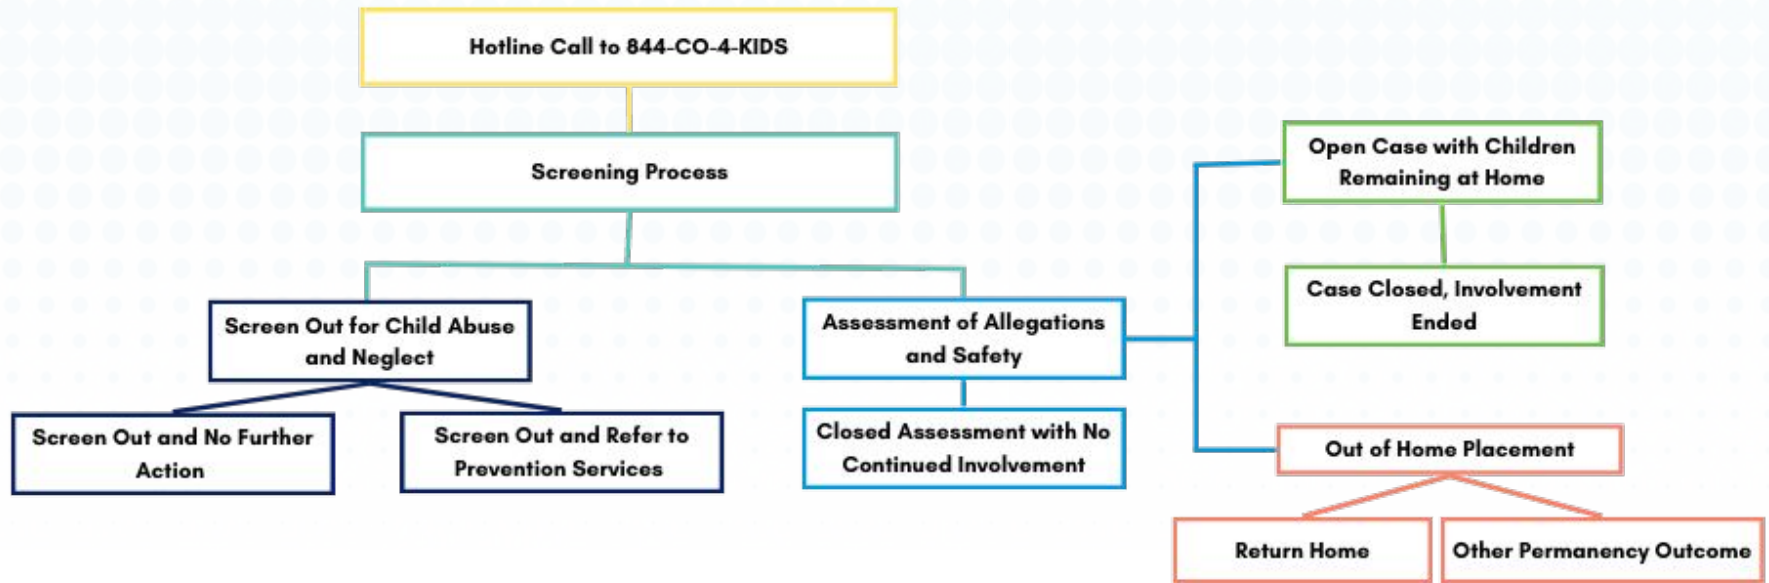 Hotline Call to 844-CO-4-KIDS
Screening Process
Screen Out for Child Abuse
and Neglect
Screen Out and No Further
Action
Screen Out and Refer to
Prevention Services
Assessment of Allegations
and Safety
Closed Assessment with No
Continued Involvement
Open Case with Children
Remaining at Home
Case Closed, Involvement
Ended
Out of Home Placement
Return Home
Other Permanency Outcome